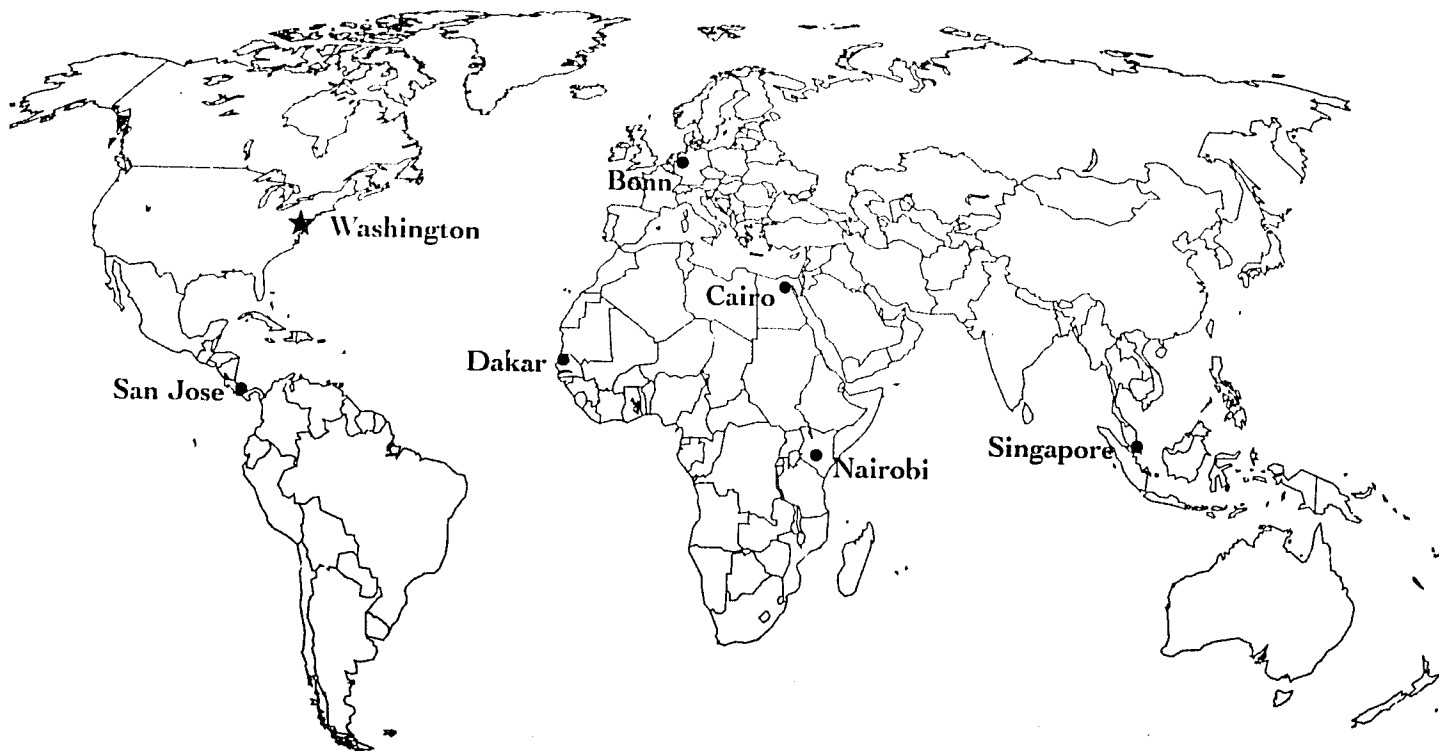 Bonn
Washington
Cairo
Dakar
San Jose
Singapore
Nairobi